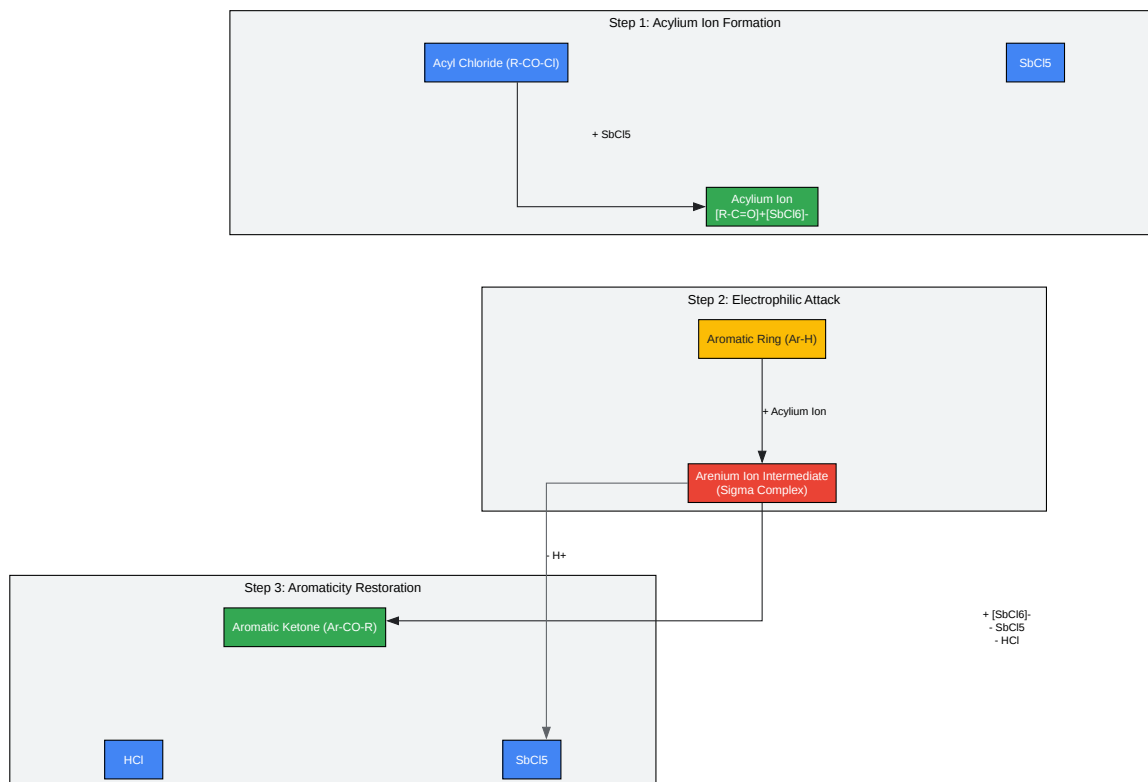 Step 1: Acylium Ion Formation
Acyl Chloride (R-CO-Cl)
SbCl5
+ SbCl5
Acylium Ion
[R-C=O]+[SbCl6]-
Step 2: Electrophilic Attack
Aromatic Ring (Ar-H)
+ Acylium Ion
Arenium Ion Intermediate
(Sigma Complex)
- H+
Step 3: Aromaticity Restoration
Aromatic Ketone (Ar-CO-R)
+ [SbCl6]-
- SbCl5
- HCl
HCl
SbCl5